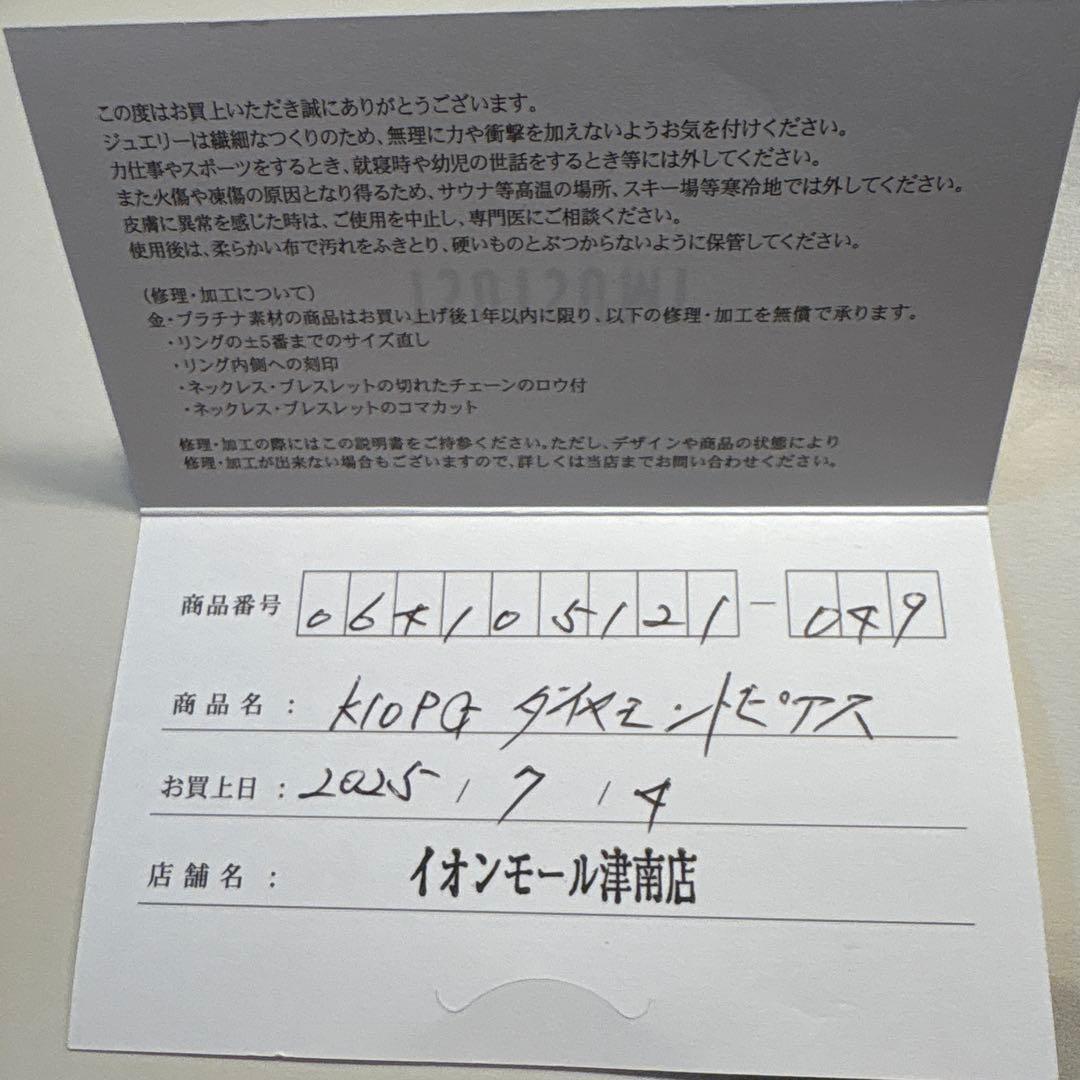 この度はお買上いただき誠にありがとうございます。
ジュエリーは繊細なつくりのため、無理に力や衝撃を加えないようお気を付けください。
力仕事やスポーツをするとき、就寝時や幼児の世話をするとき等には外してください。
また火傷や凍傷の原因となり得るため、サウナ等高温の場所、スキー場等寒冷地では外してください。
皮膚に異常を感じた時は、ご使用を中止し、専門医にご相談ください。
使用後は、柔らかい布で汚れをふきとり、硬いものとぶつからないように保管してください。
（修理・加工について）
金・プラチナ素材の商品はお買い上げ後1年以内に限り、以下の修理・加工を無償で承ります。
・リングの±5番までのサイズ直し
・リング内側への刻印
・ネックレス・ブレスレットの切れたチェーンのロウ付
・ネックレス・ブレスレットのコマカット
修理・加工の際にはこの説明書をご持参ください。ただし、デザインや商品の状態により
修理・加工が出来ない場合もございますので、詳しくは当店までお問い合わせください。
商品番号 064105121-049
商品名： K10PG ダイヤモンドピアス
お買上日：2025 / 7 / 4
店舗名： イオンモール津南店